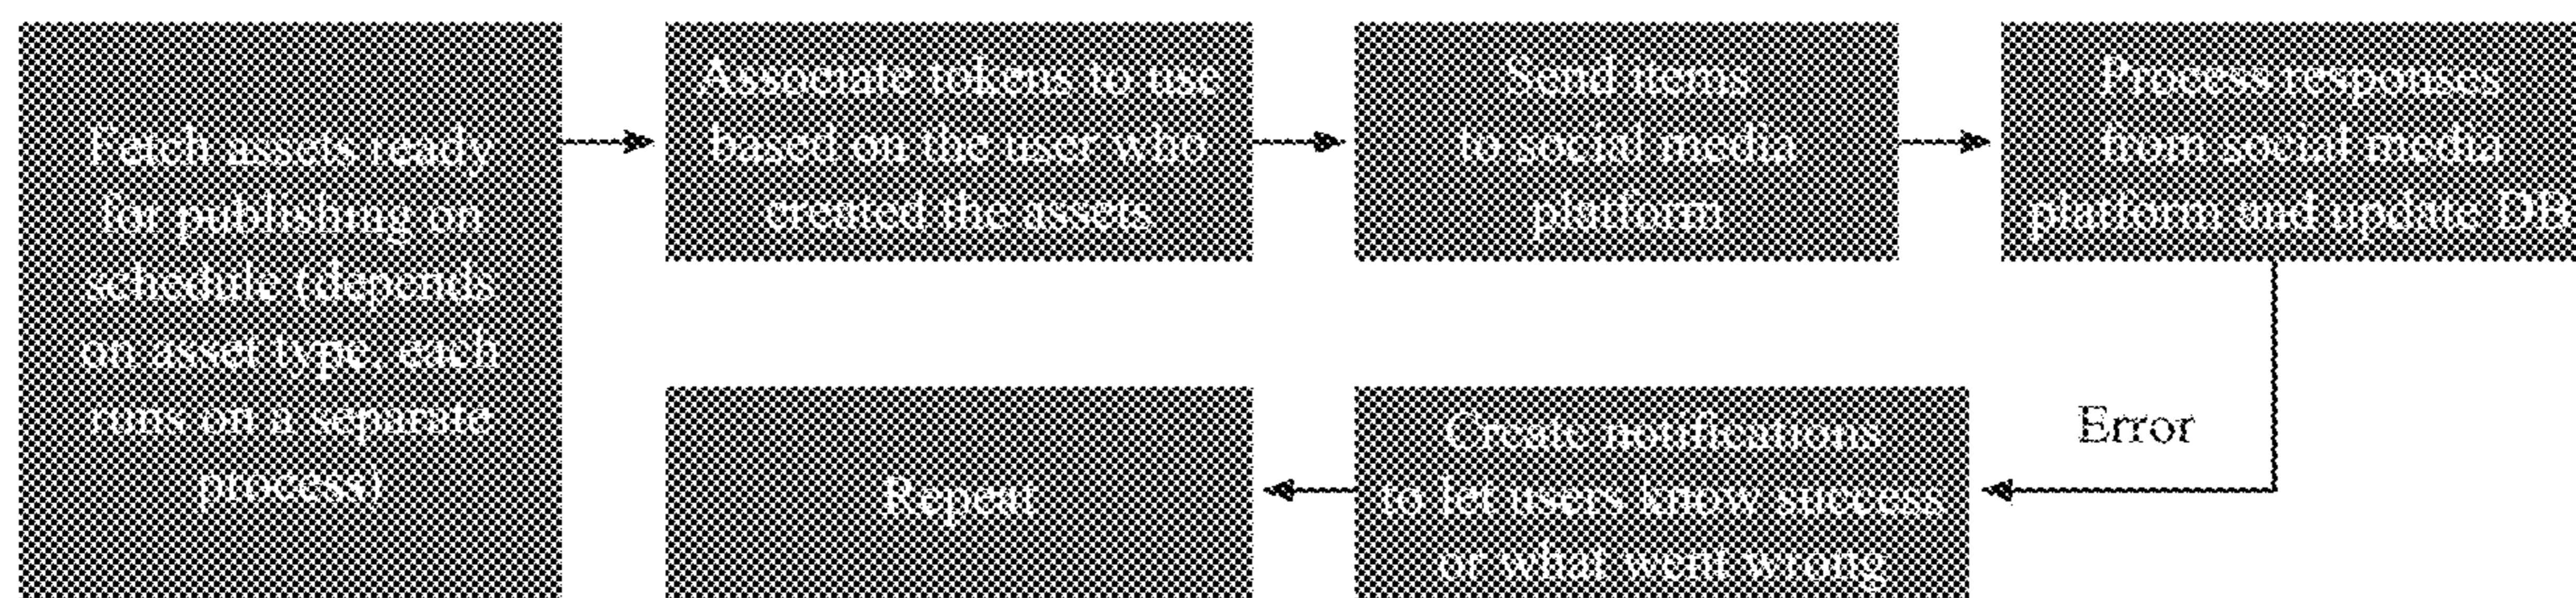 Fetch assets ready
for publishing on
schedule (depends
on asset type, each
runs on a separate
process)
Associate tokens to use
based on the user who
created the assets
Send items
to social media
platform
Process responses
from social media
platform and update DB
Error
Create notifications
to let users know success
or what went wrong
Repeat